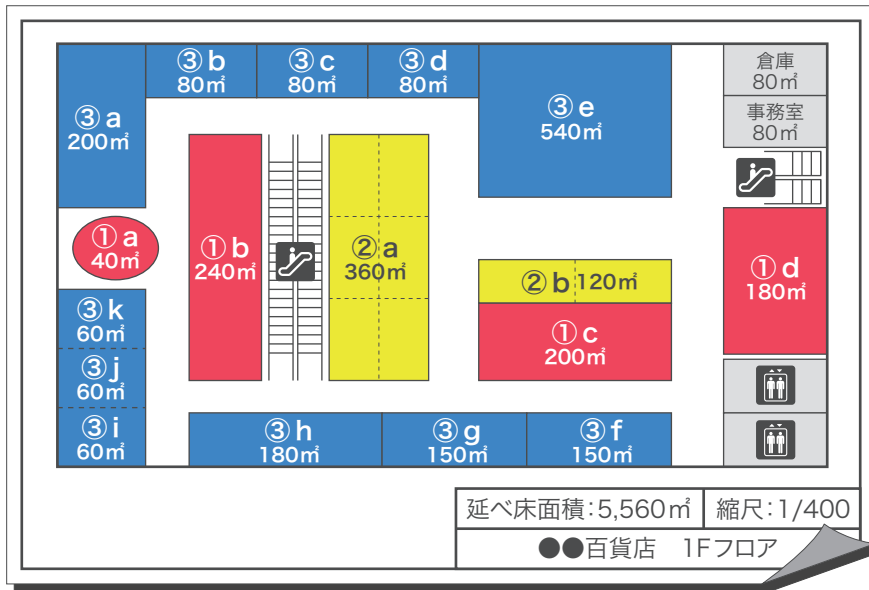 ③b
80㎡
③c
80㎡
③d
80㎡
③a
200㎡
③e
540㎡
倉庫
80㎡
事務室
80㎡
①a
40㎡
①b
240㎡
②a
360㎡
②b 120㎡
①c
200㎡
①d
180㎡
③k
60㎡
③j
60㎡
③i
60㎡
③h
180㎡
③g
150㎡
③f
150㎡
延べ床面積:5,560㎡
縮尺:1/400
●●百貨店 1Fフロア